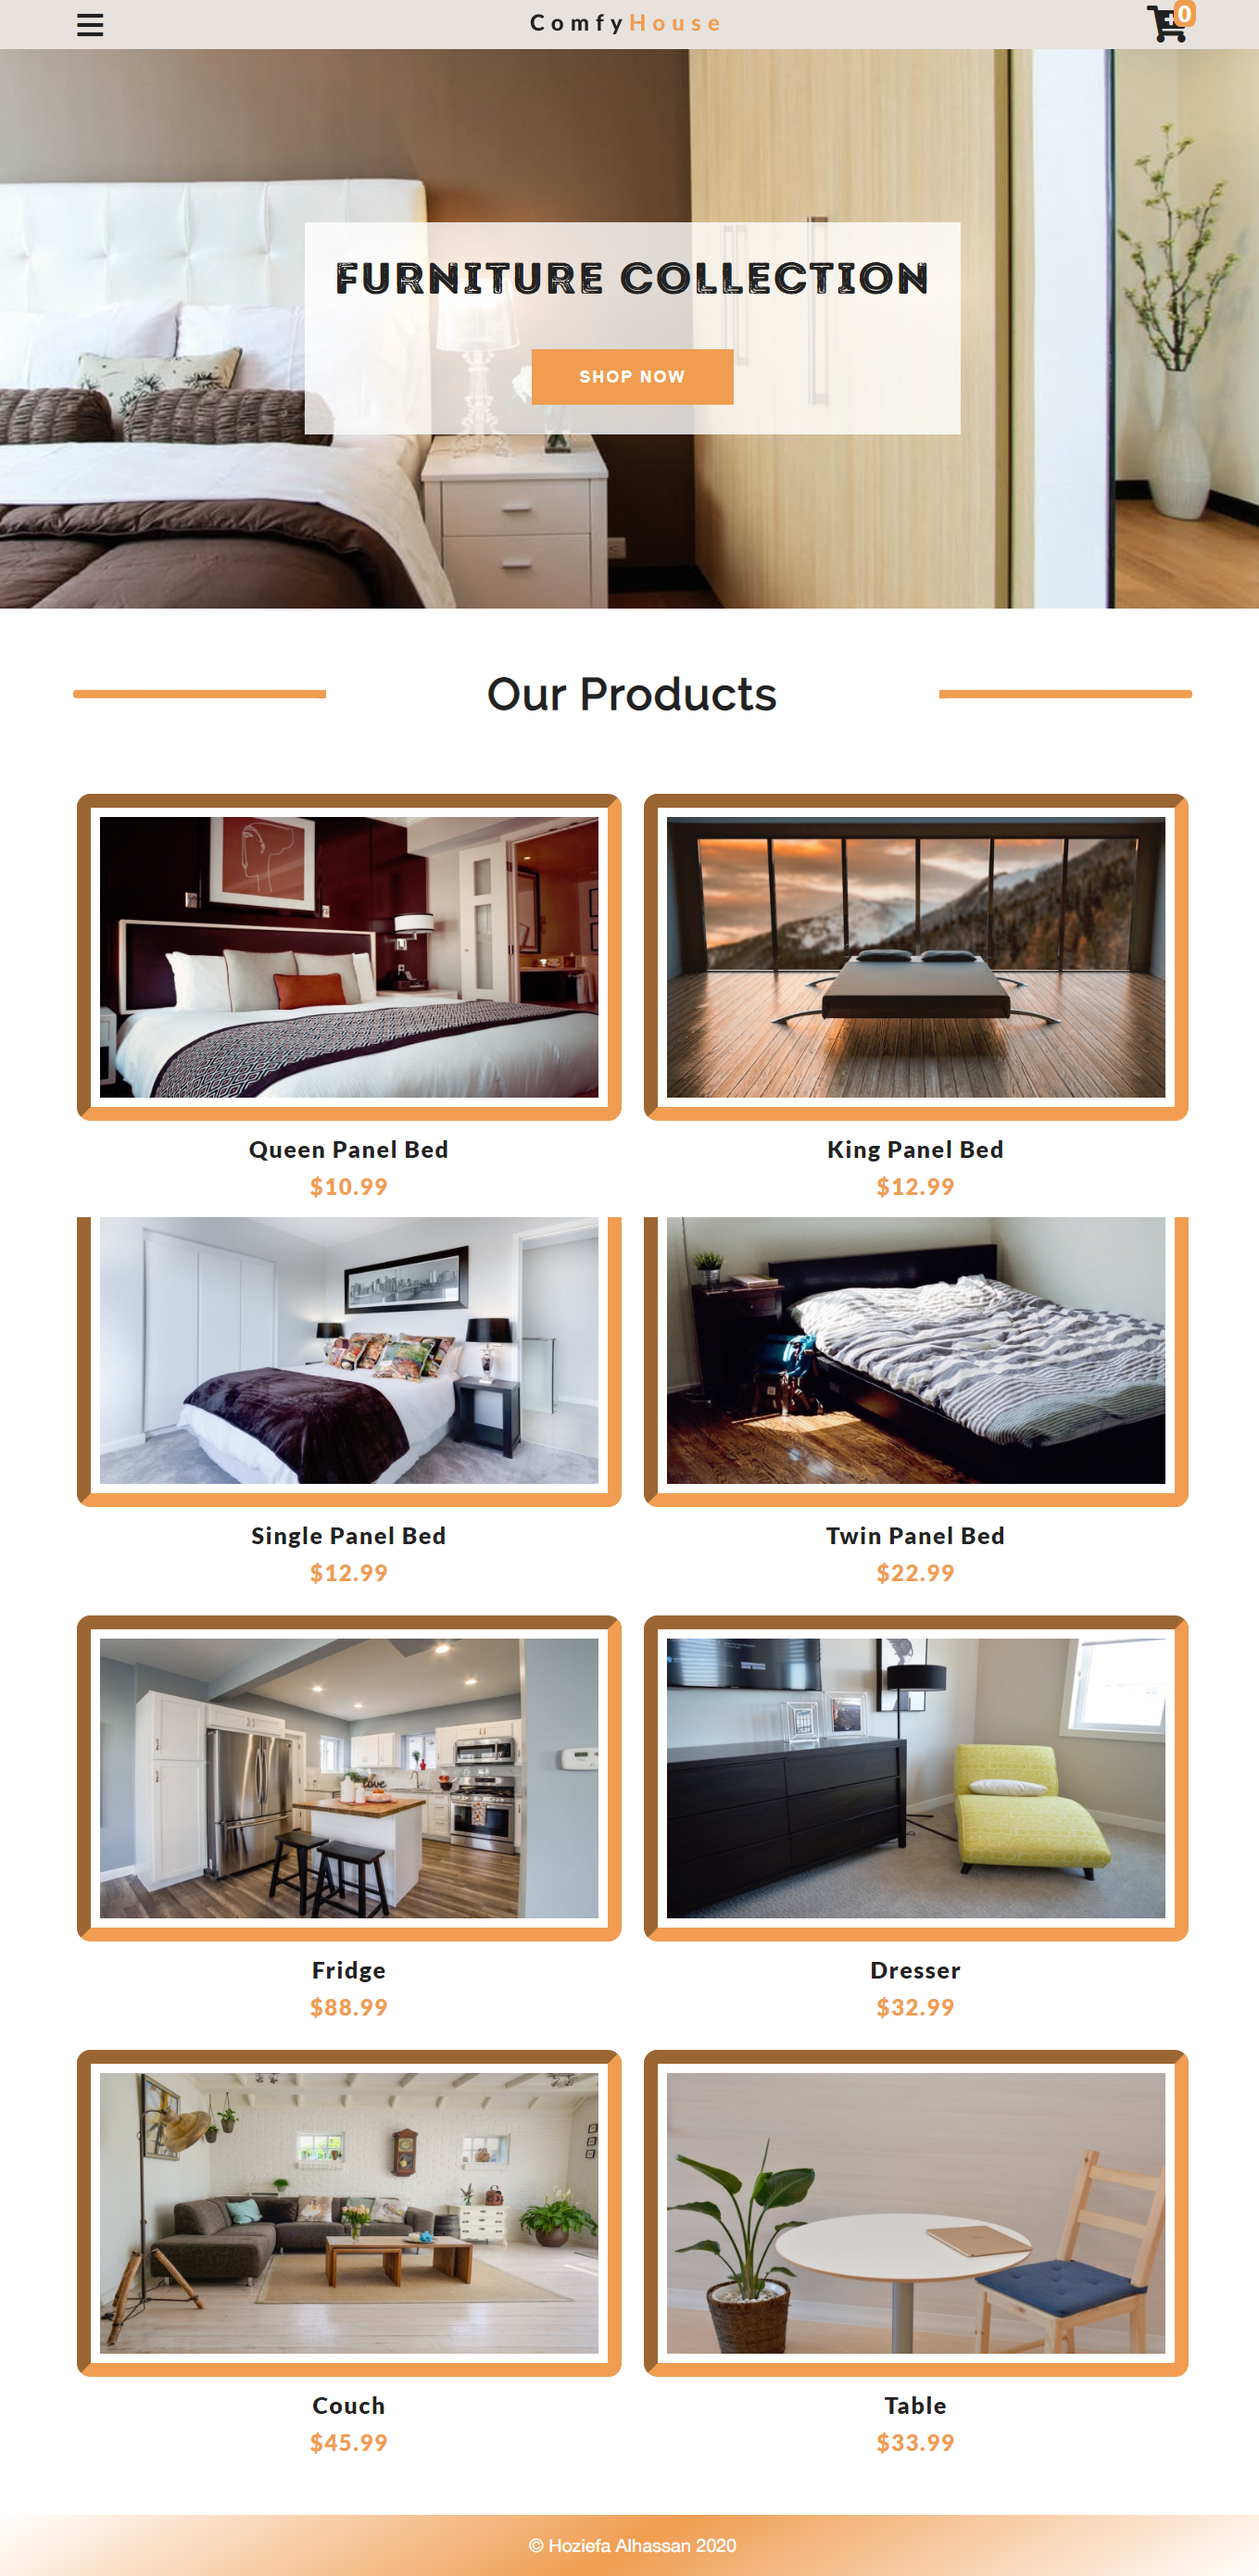 ComfyHouse
0
FURNITURE COLLECTION
SHOP NOW
Our Products
Queen Panel Bed
$10.99
King Panel Bed
$12.99
Single Panel Bed
$12.99
Twin Panel Bed
$22.99
love
Fridge
$88.99
Dresser
$32.99
Couch
$45.99
Table
$33.99
© Hoziefa Alhassan 2020